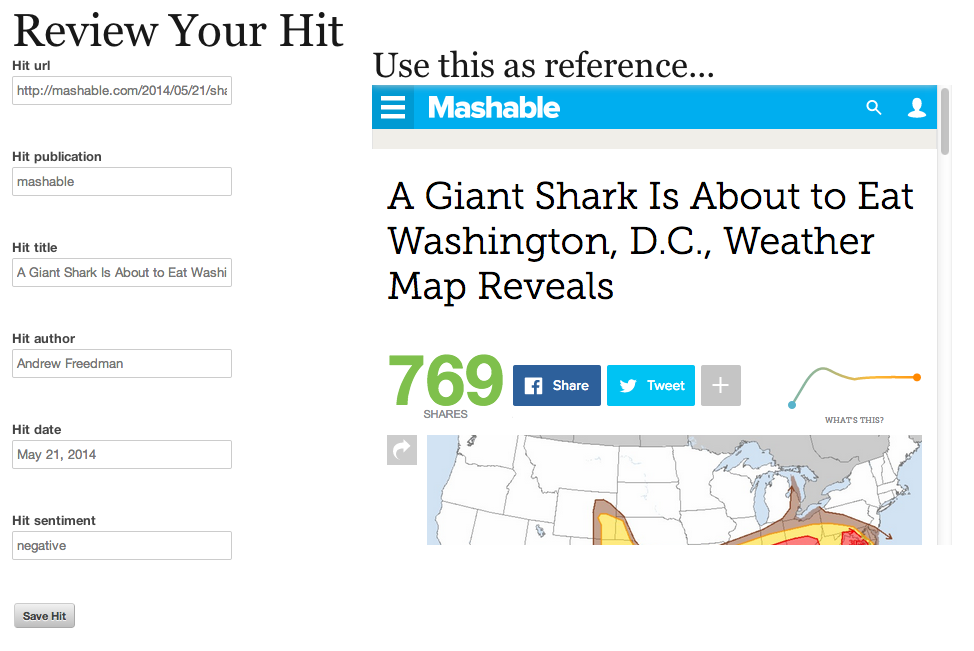 Review Your Hit
Hit url
http://mashable.com/2014/05/21/sha
Hit publication
mashable
Hit title
A Giant Shark Is About to Eat Washi
Hit author
Andrew Freedman
Hit date
May 21, 2014
Hit sentiment
negative
Save Hit
Use this as reference...
Mashable
A Giant Shark Is About to Eat
Washington, D.C., Weather
Map Reveals
769
SHARES
Share
Tweet
+
WHAT'S THIS?